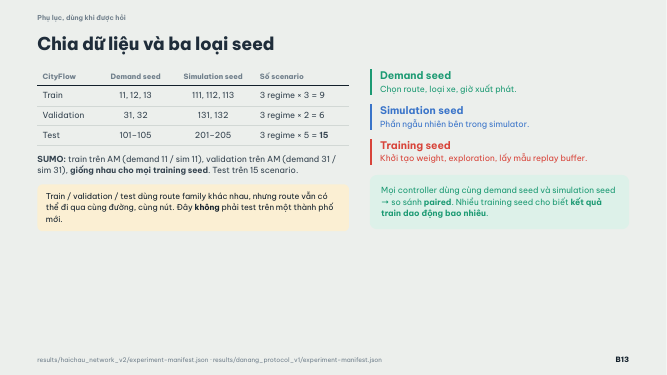 Phụ lục, dùng khi được hỏi
Chia dữ liệu và ba loại seed
CityFlow Demand seed Simulation seed Số scenario
Train 11, 12, 13 111, 112, 113 3 regime × 3 = 9
Validation 31, 32 131, 132 3 regime × 2 = 6
Test 101–105 201–205 3 regime × 5 = 15
SUMO: train trên AM (demand 11 / sim 11), validation trên AM (demand 31 /
sim 31), giống nhau cho mọi training seed. Test trên 15 scenario.
Train / validation / test dùng route family khác nhau, nhưng route vẫn có
thể đi qua cùng đường, cùng nút. Đây không phải test trên một thành phố
mới.
Demand seed
Chọn route, loại xe, giờ xuất phát.
Simulation seed
Phần ngẫu nhiên bên trong simulator.
Training seed
Khởi tạo weight, exploration, lấy mẫu replay buffer.
Mọi controller dùng cùng demand seed và simulation seed
→ so sánh paired. Nhiều training seed cho biết kết quả
train dao động bao nhiêu.
results/haichau_network_v2/experiment-manifest.json · results/danang_protocol_v1/experiment-manifest.json
B13